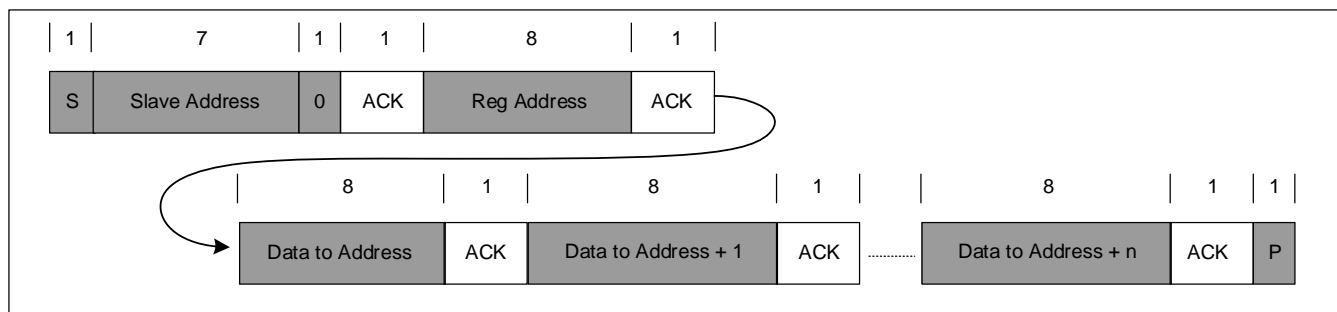 1 7 1 1 8 1
S Slave Address 0 ACK Reg Address ACK
8 1 8 1 8 1 1
Data to Address ACK Data to Address + 1 ACK Data to Address + n ACK P